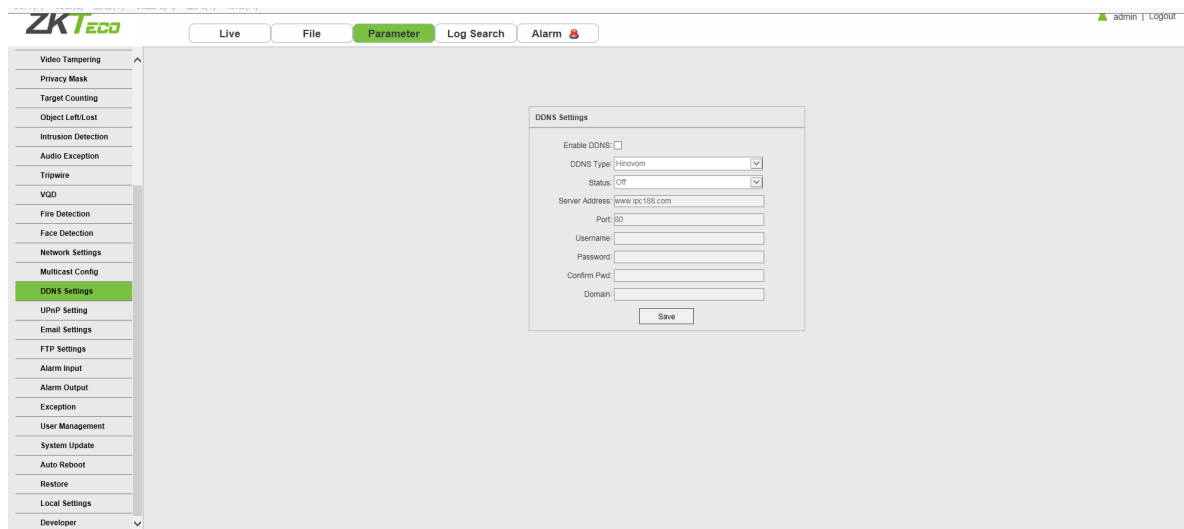 ZKTECO
admin | Logout
Live
File
Parameter
Log Search
Alarm
Video Tampering
Privacy Mask
Target Counting
Object Left/Lost
Intrusion Detection
Audio Exception
Tripwire
VQD
Fire Detection
Face Detection
Network Settings
Multicast Config
DDNS Settings
UPnP Setting
Email Settings
FTP Settings
Alarm Input
Alarm Output
Exception
User Management
System Update
Auto Reboot
Restore
Local Settings
Developer
DDNS Settings
Enable DDNS:
DDNS Type: Hinovom
Status: Off
Server Address: www.ipc188.com
Port: 80
Username:
Password:
Confirm Pwd:
Domain:
Save